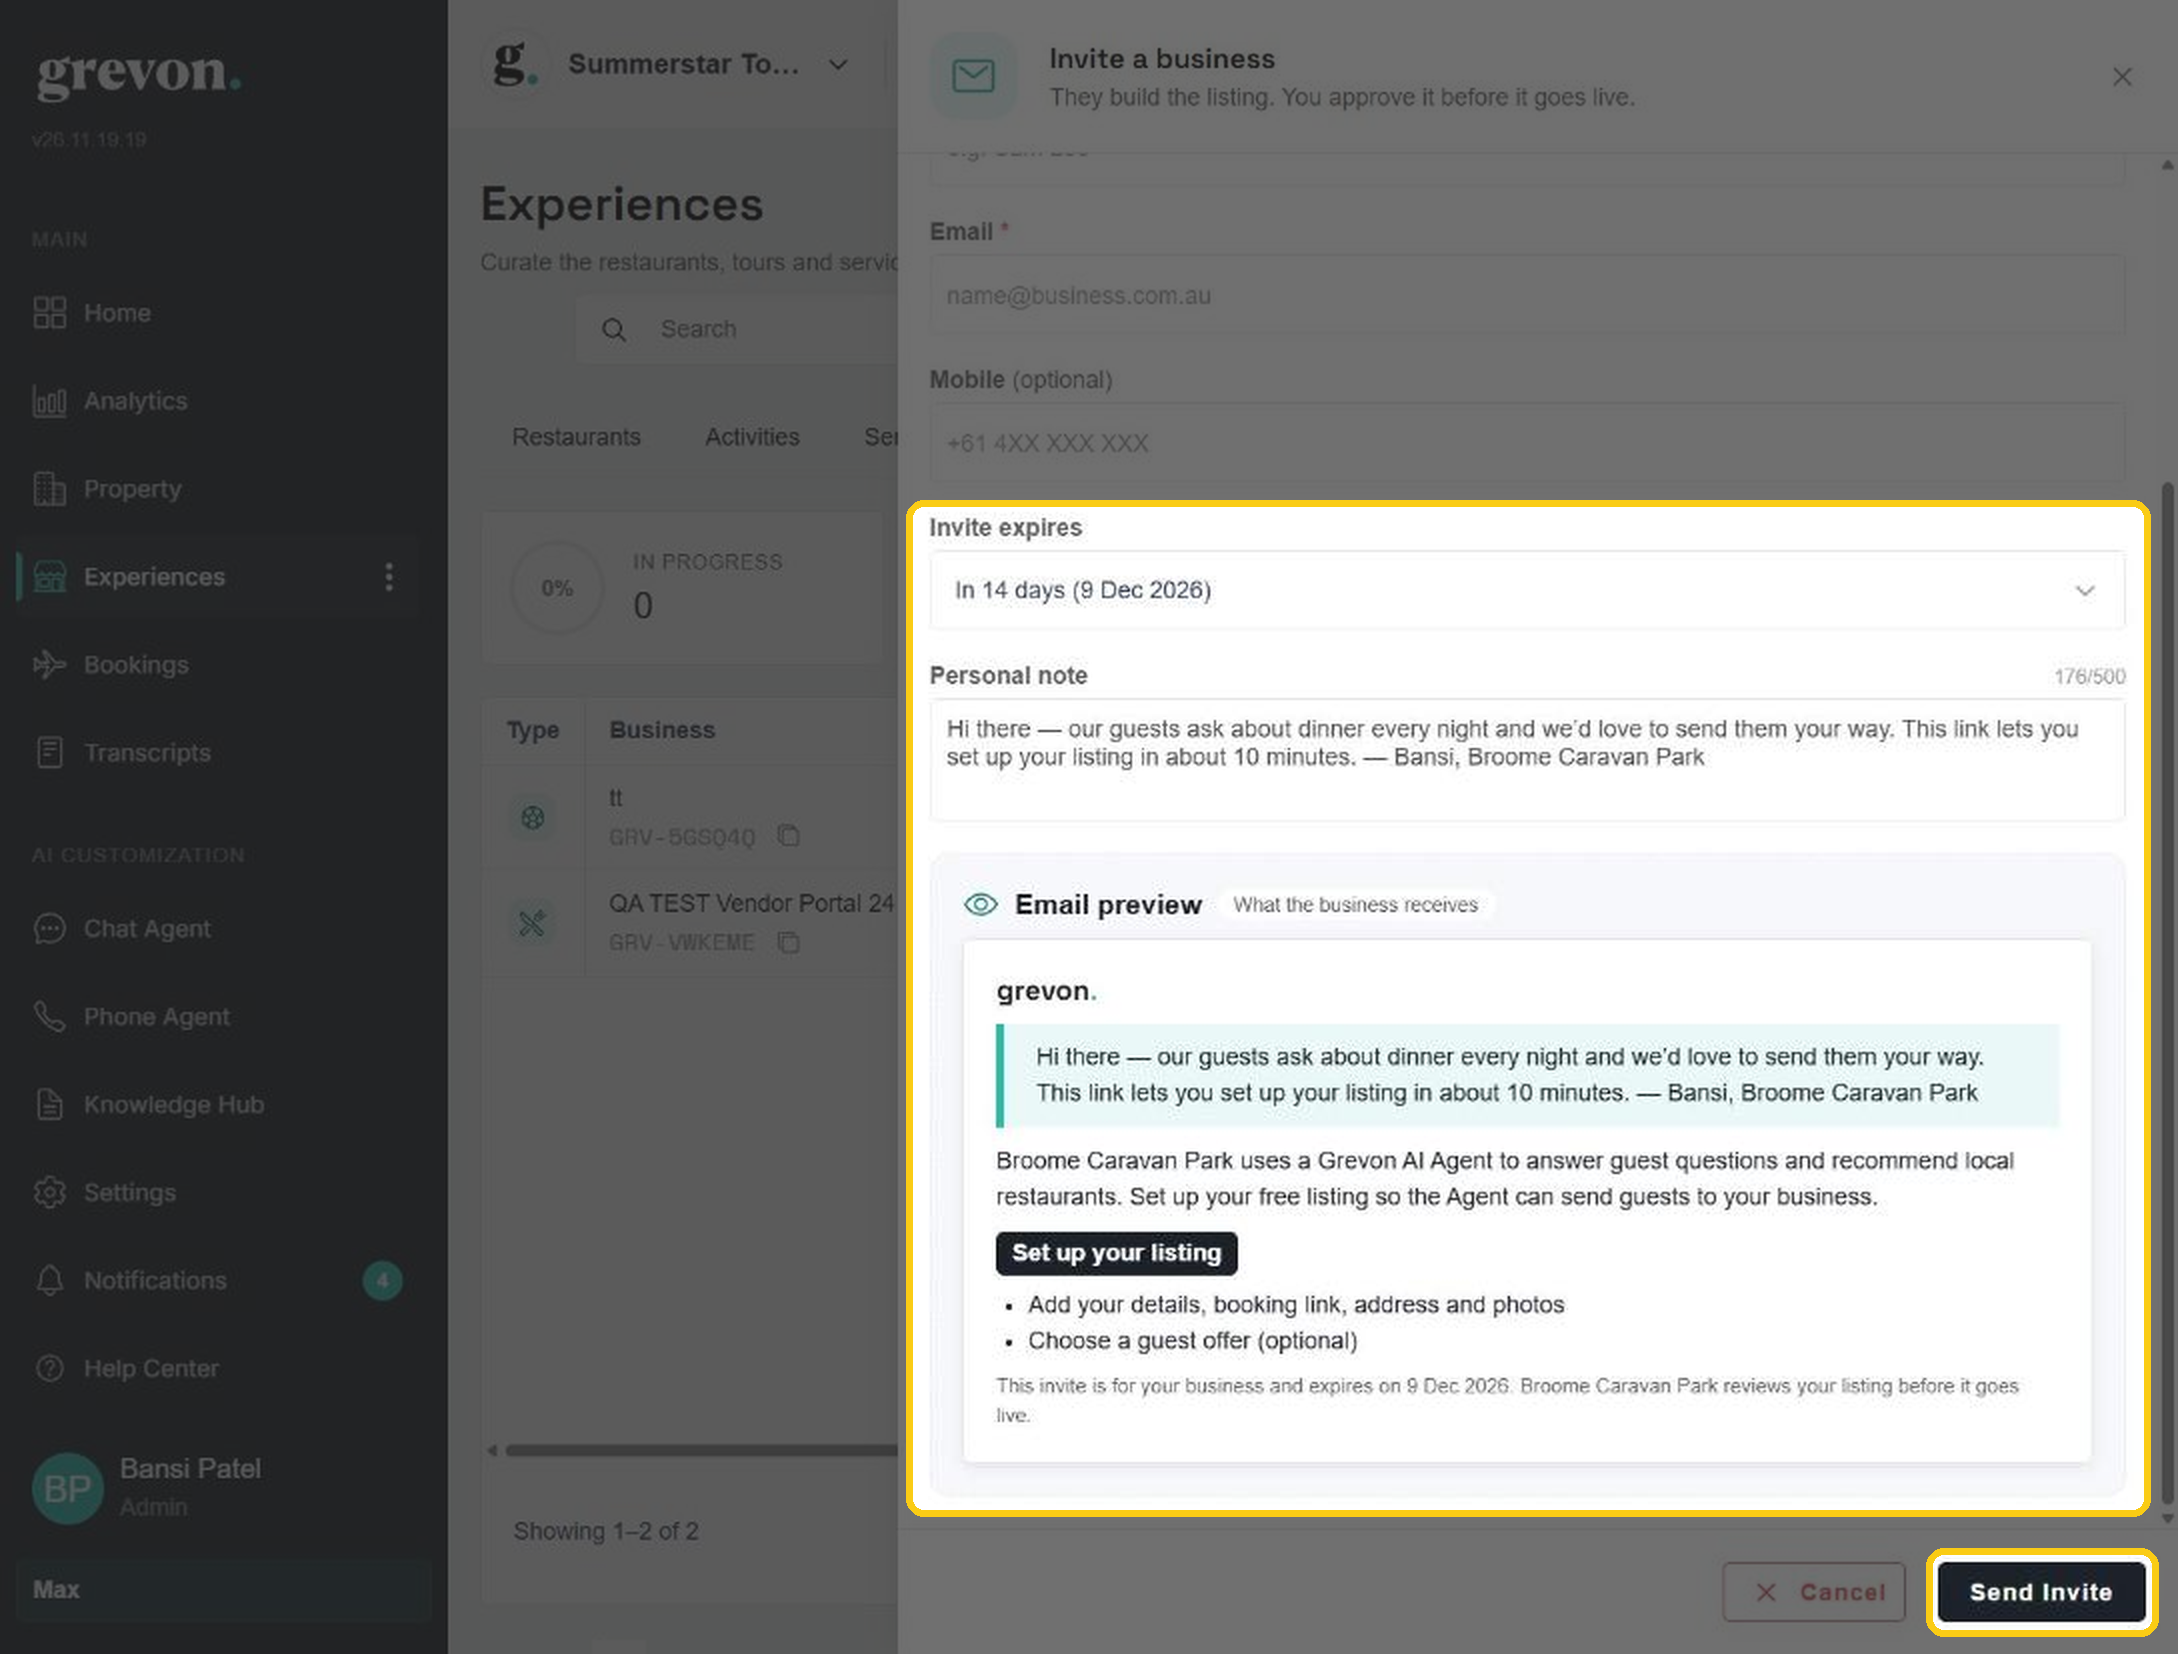 grevon.
v26.11.19.19
MAIN
Home
Analytics
Property
Experiences
Bookings
Transcripts
AI CUSTOMIZATION
Chat Agent
Phone Agent
Knowledge Hub
Settings
Notifications
4
Help Center
BP
Bansi Patel
Admin
Max
g.
Summerstar To...
Experiences
Curate the restaurants, tours and servic
Search
Restaurants
Activities
Ser
0%
IN PROGRESS
0
Type
Business
tt
GRV-5GSQ4Q
QA TEST Vendor Portal 24
GRV-VWKEME
Showing 1–2 of 2
Invite a business
They build the listing. You approve it before it goes live.
Email *
name@business.com.au
Mobile (optional)
+61 4XX XXX XXX
Invite expires
In 14 days (9 Dec 2026)
Personal note
176/500
Hi there — our guests ask about dinner every night and we'd love to send them your way. This link lets you
set up your listing in about 10 minutes. — Bansi, Broome Caravan Park
Email preview
What the business receives
grevon.
Hi there — our guests ask about dinner every night and we'd love to send them your way.
This link lets you set up your listing in about 10 minutes. — Bansi, Broome Caravan Park
Broome Caravan Park uses a Grevon AI Agent to answer guest questions and recommend local
restaurants. Set up your free listing so the Agent can send guests to your business.
Set up your listing
• Add your details, booking link, address and photos
• Choose a guest offer (optional)
This invite is for your business and expires on 9 Dec 2026. Broome Caravan Park reviews your listing before it goes
live.
Cancel
Send Invite